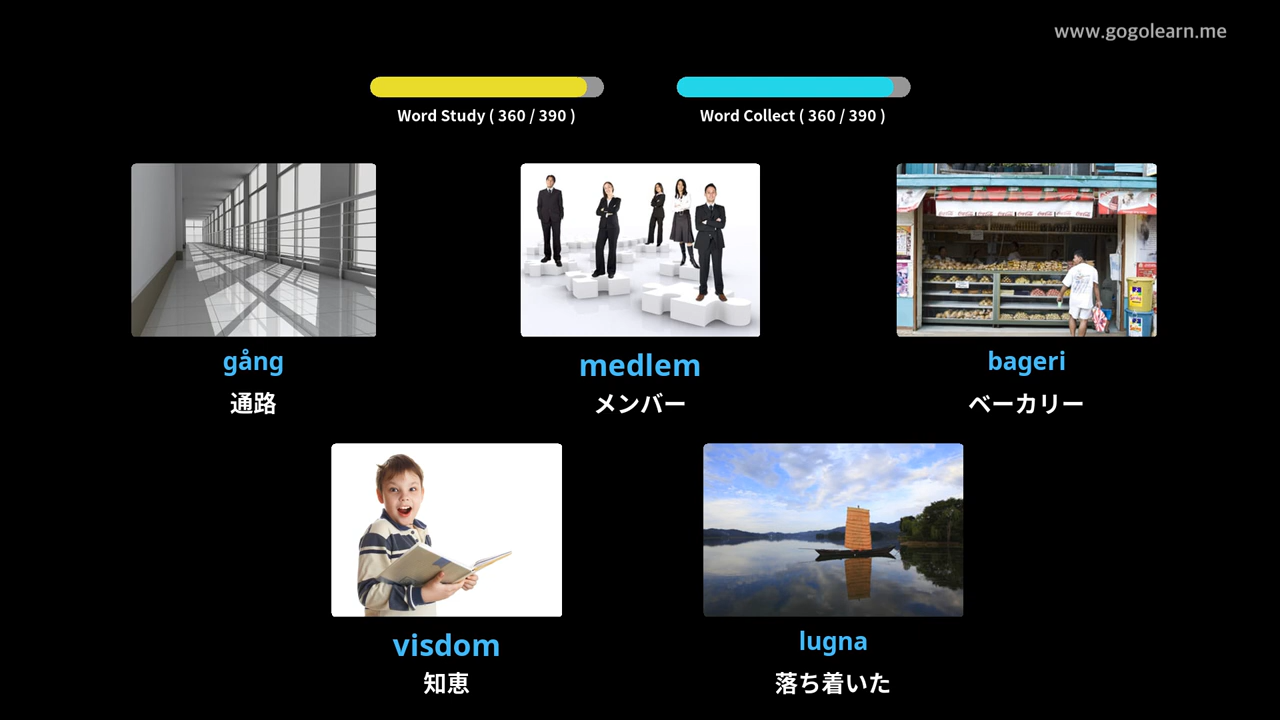 www.gogolearn.me
Word Study ( 360 / 390 )
Word Collect ( 360 / 390 )
gång
medlem
bageri
通路
メンバー
ベーカリー
visdom
lugna
知恵
落ち着いた